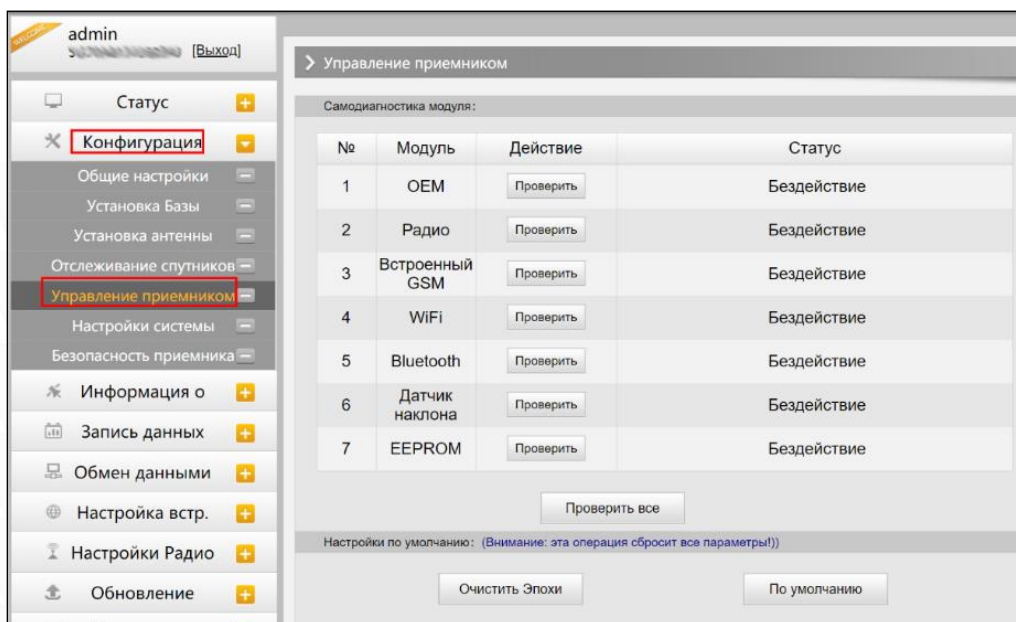 WELCOME
admin
[Выход]
Статус
Конфигурация
Общие настройки
Установка Базы
Установка антенны
Отслеживание спутников
Управление приемником
Настройки системы
Безопасность приемника
Информация о
Запись данных
Обмен данными
Настройка встр.
Настройки Радио
Обновление
Управление приемником
Самодиагностика модуля:
№ Модуль Действие Статус
1 OEM Проверить Бездействие
2 Радио Проверить Бездействие
3 Встроенный GSM Проверить Бездействие
4 WiFi Проверить Бездействие
5 Bluetooth Проверить Бездействие
6 Датчик наклона Проверить Бездействие
7 EEPROM Проверить Бездействие
Проверить все
Настройки по умолчанию: (Внимание: эта операция сбросит все параметры!))
Очистить Эпохи По умолчанию